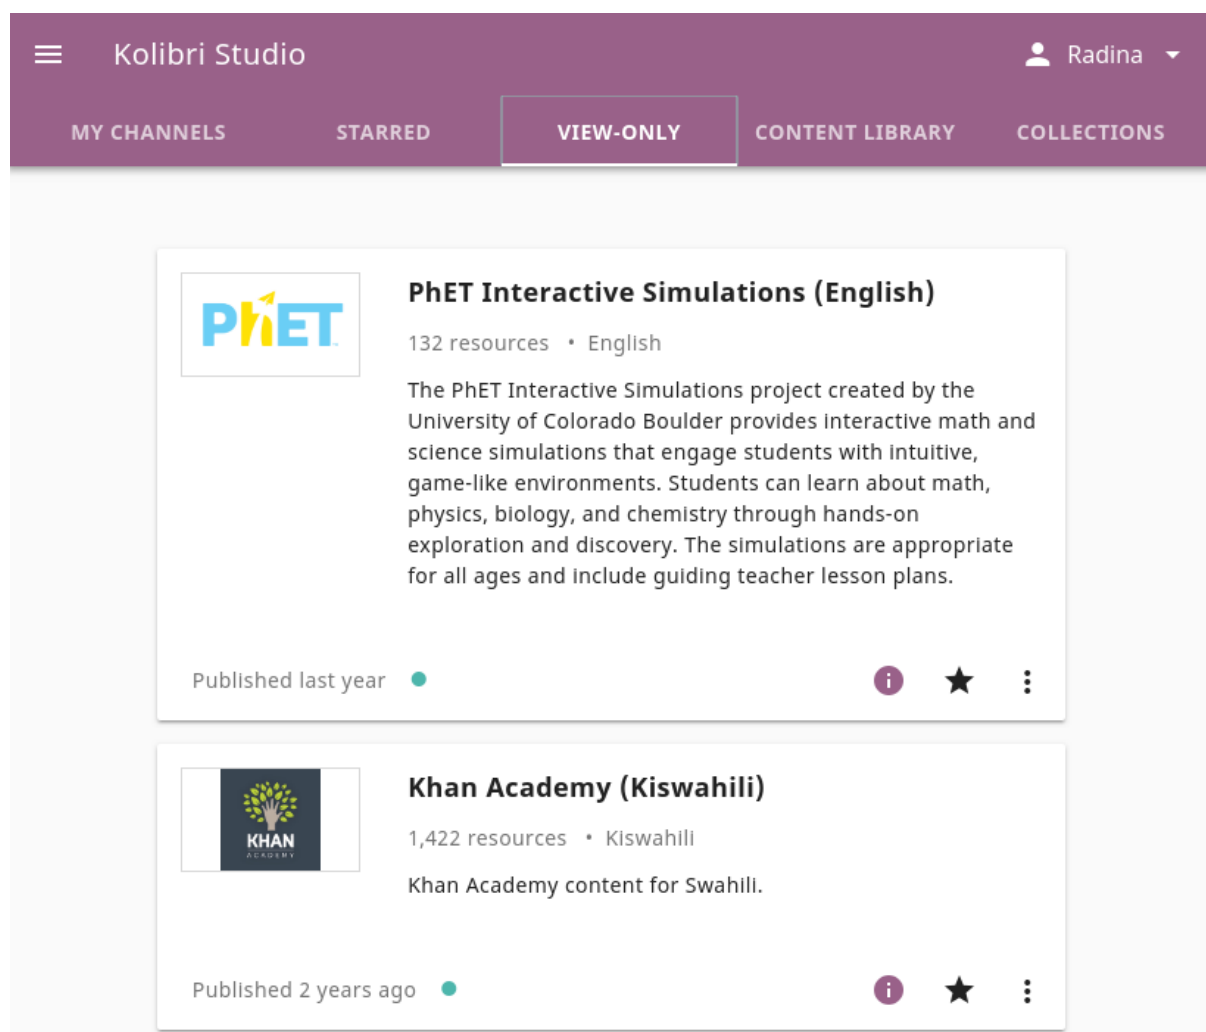 Kolibri Studio
Radina
MY CHANNELS STARRED VIEW-ONLY CONTENT LIBRARY COLLECTIONS
PhET
PhET Interactive Simulations (English)
132 resources • English
The PhET Interactive Simulations project created by the
University of Colorado Boulder provides interactive math and
science simulations that engage students with intuitive,
game-like environments. Students can learn about math,
physics, biology, and chemistry through hands-on
exploration and discovery. The simulations are appropriate
for all ages and include guiding teacher lesson plans.
Published last year
KHAN
ACADEMY
Khan Academy (Kiswahili)
1,422 resources • Kiswahili
Khan Academy content for Swahili.
Published 2 years ago